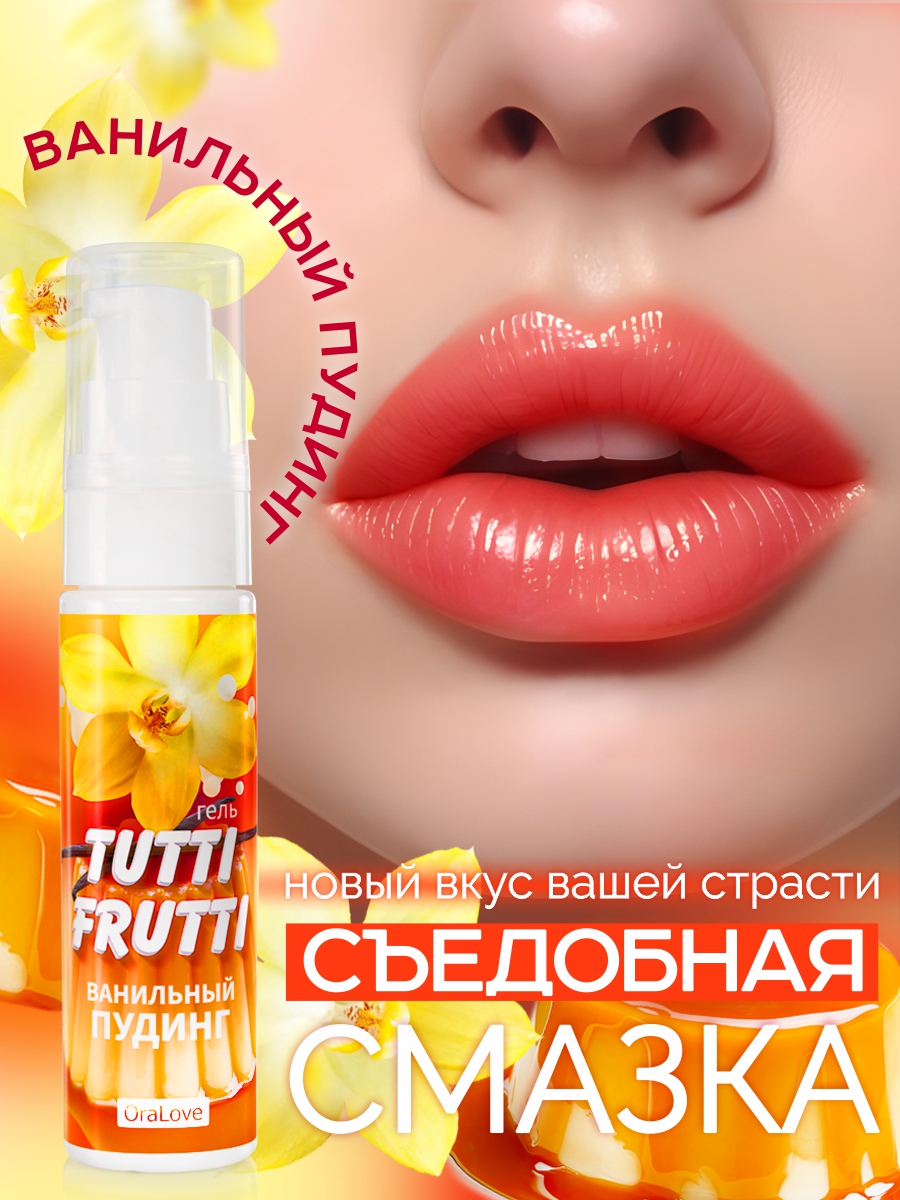 ВАНИЛЬНЫЙ ПУДИНГ
гель
TUTTI
FRUTTI
ВАНИЛЬНЫЙ
ПУДИНГ
OraLove
новый вкус вашей страсти
СЪЕДОБНАЯ
СМАЗКА